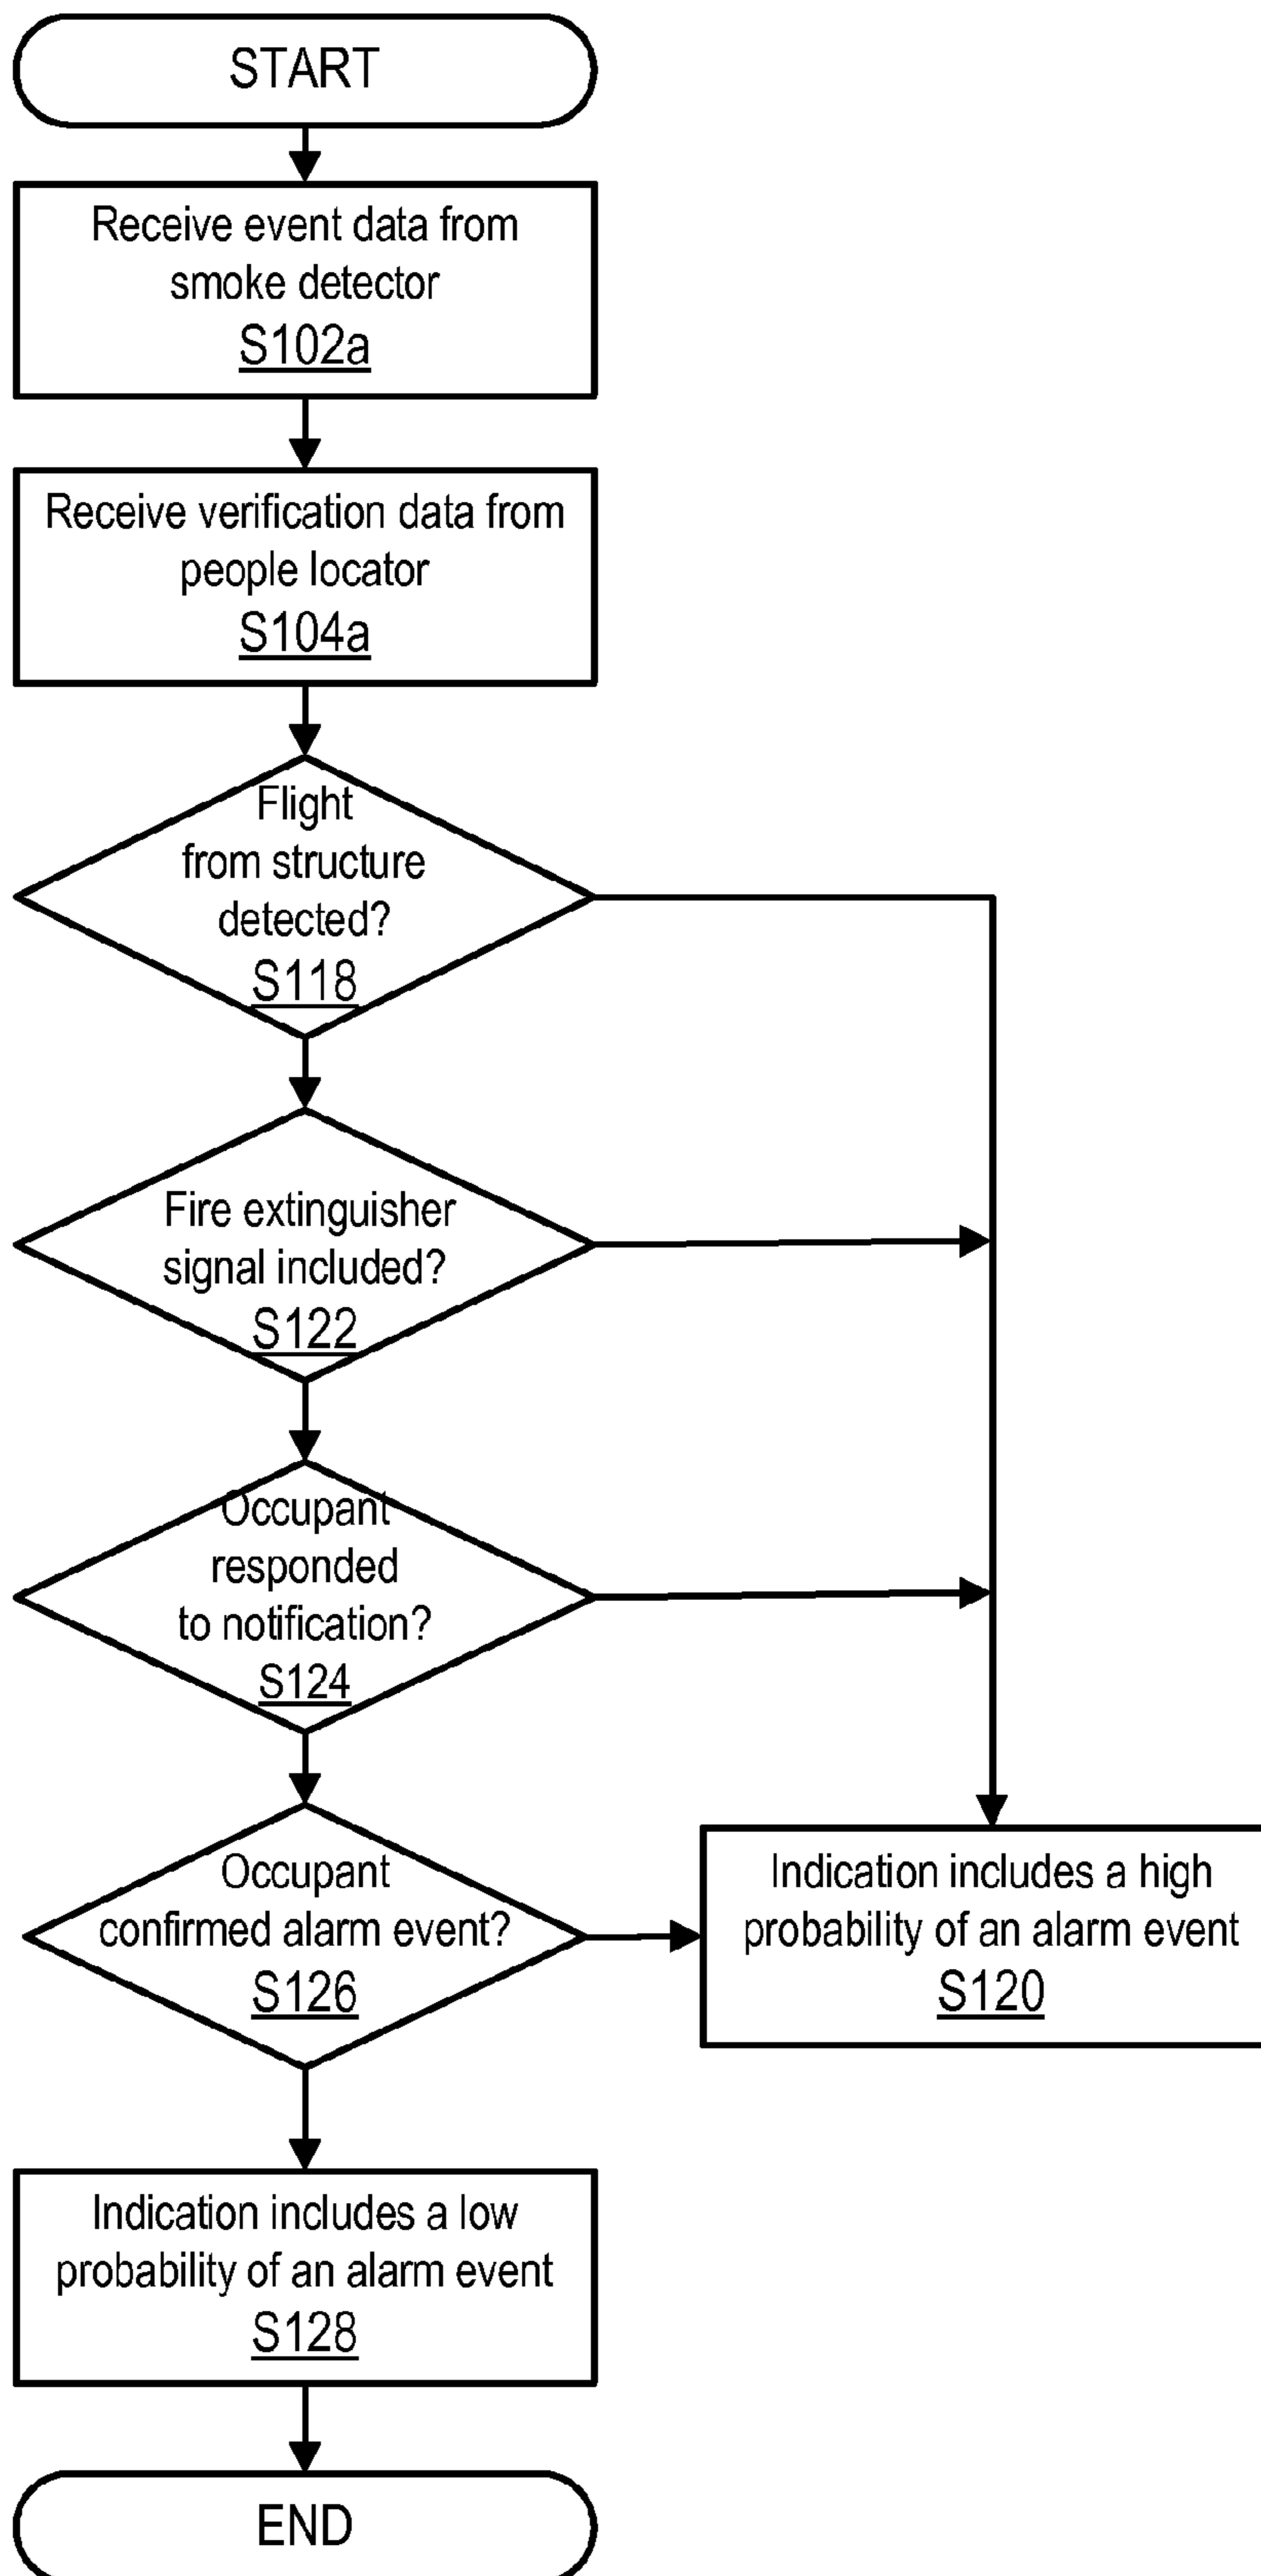 START
Receive event data from
smoke detector
S102a
Receive verification data from
people locator
S104a
Flight
from structure
detected?
S118
Fire extinguisher
signal included?
S122
Occupant
responded
to notification?
S124
Occupant
confirmed alarm event?
S126
Indication includes a high
probability of an alarm event
S120
Indication includes a low
probability of an alarm event
S128
END